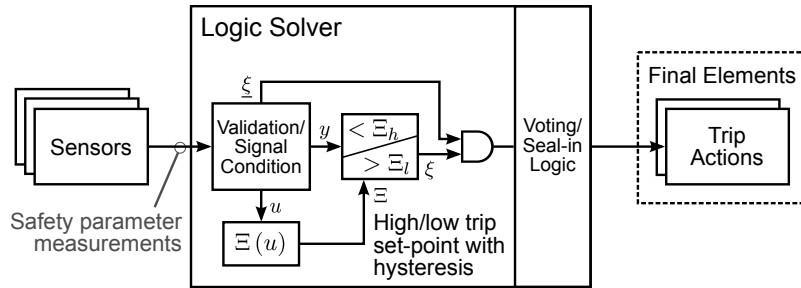 Logic Solver
Final Elements
Sensors
Validation/
Signal
Condition
ξ
y
< Ξₕ
> Ξₗ
ξ
Voting/
Seal-in
Logic
Trip
Actions
u
Ξ
Ξ (u)
Safety parameter
measurements
High/low trip
set-point with
hysteresis